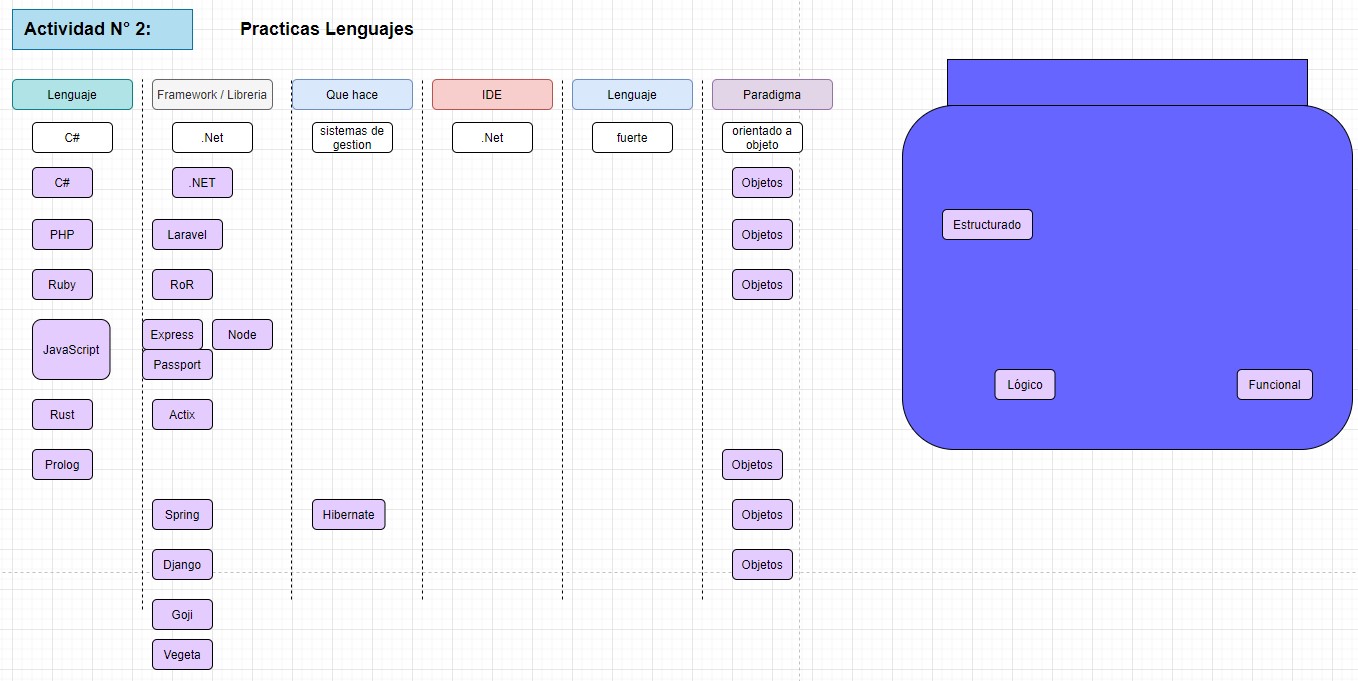 Actividad N° 2:
Practicas Lenguajes
Lenguaje
Framework / Libreria
Que hace
IDE
Lenguaje
Paradigma
C#
.Net
sistemas de
gestion
.Net
fuerte
orientado a
objeto
C#
.NET
Objetos
PHP
Laravel
Objetos
Ruby
RoR
Objetos
JavaScript
Express
Node
Passport
Rust
Actix
Prolog
Objetos
Spring
Hibernate
Objetos
Django
Objetos
Goji
Vegeta
Estructurado
Lógico
Funcional